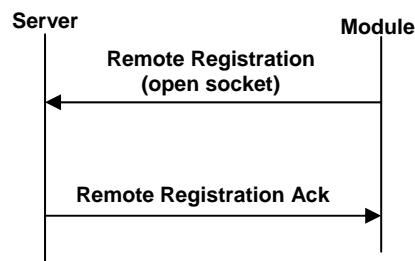 Server
Module
Remote Registration
(open socket)
Remote Registration Ack